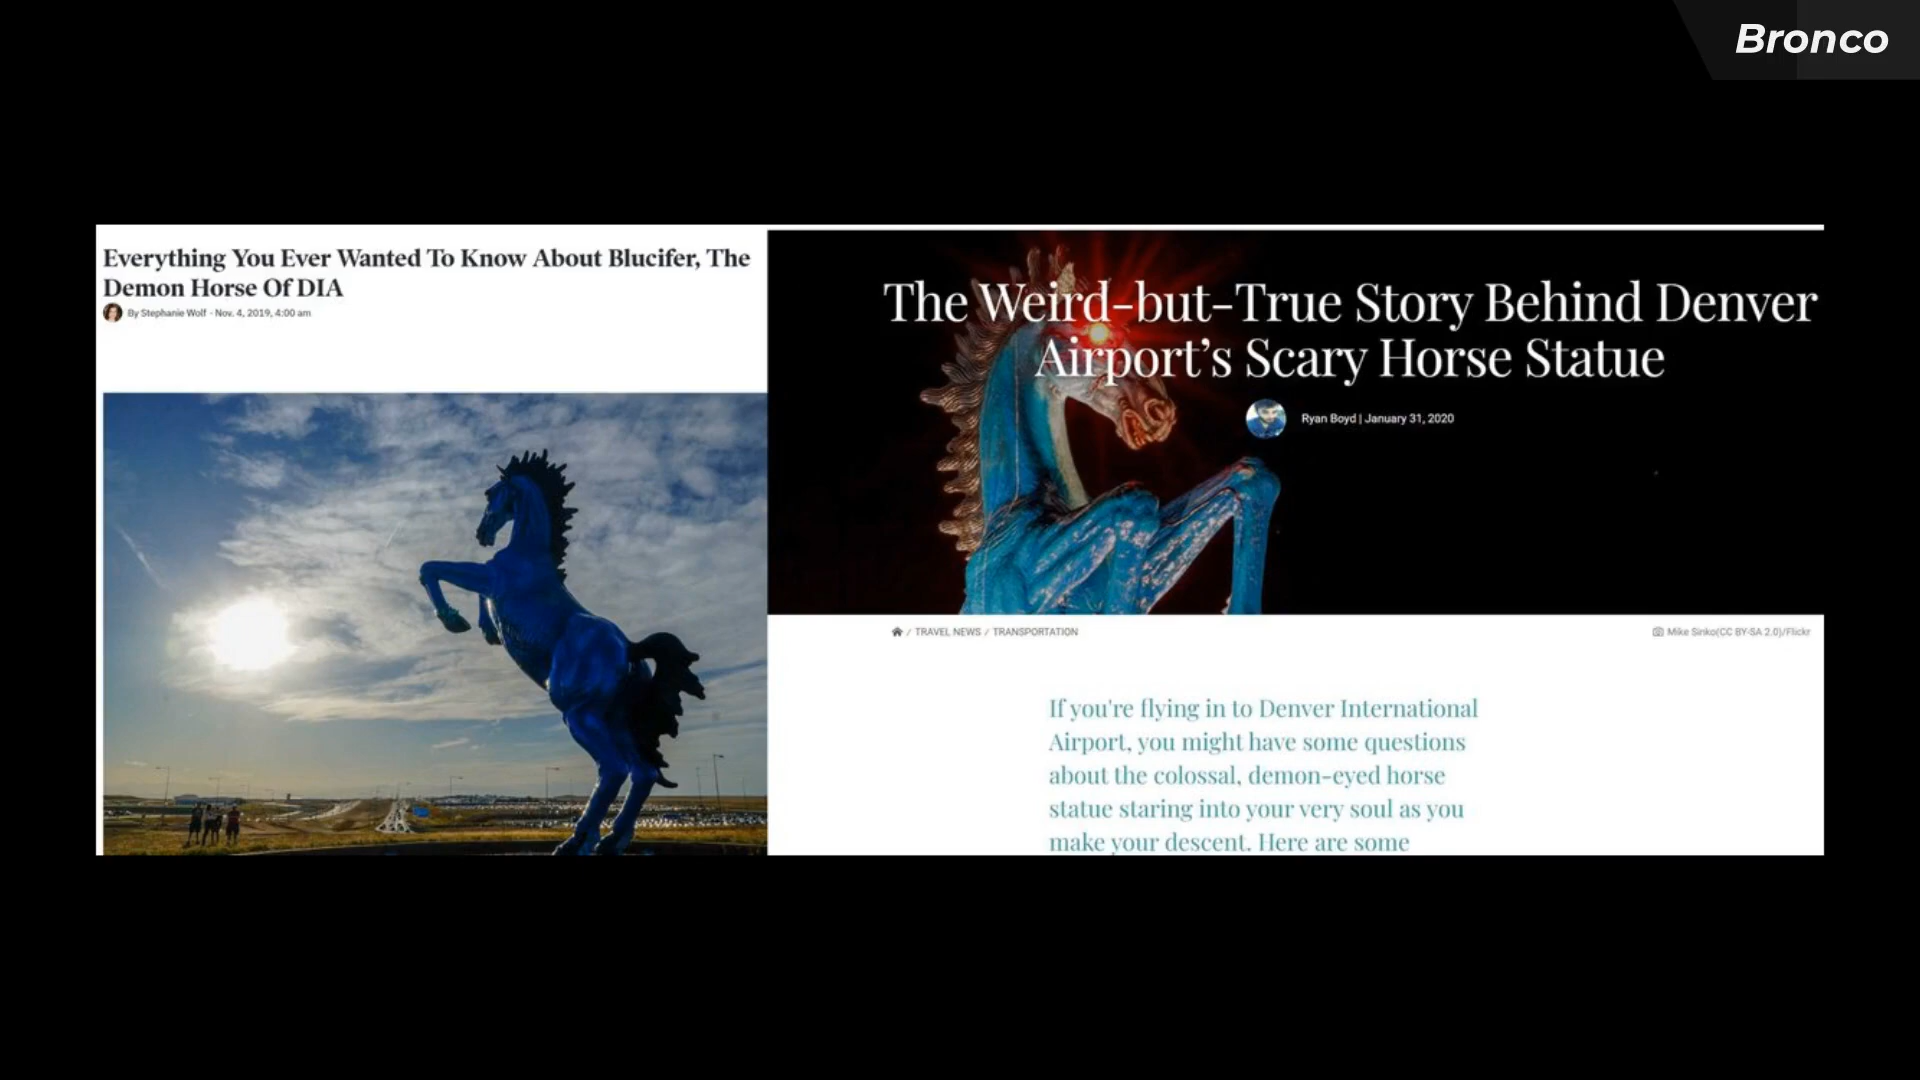 Bronco
Everything You Ever Wanted To Know About Blucifer, The
Demon Horse Of DIA
By Stephanie Wolf - Nov. 4, 2019, 4:00 am
The Weird-but-True Story Behind Denver
Airport’s Scary Horse Statue
Ryan Boyd | January 31, 2020
/ TRAVEL NEWS / TRANSPORTATION
Mike Sinko(CC BY-SA 2.0)/Flickr
If you're flying in to Denver International
Airport, you might have some questions
about the colossal, demon-eyed horse
statue staring into your very soul as you
make your descent. Here are some